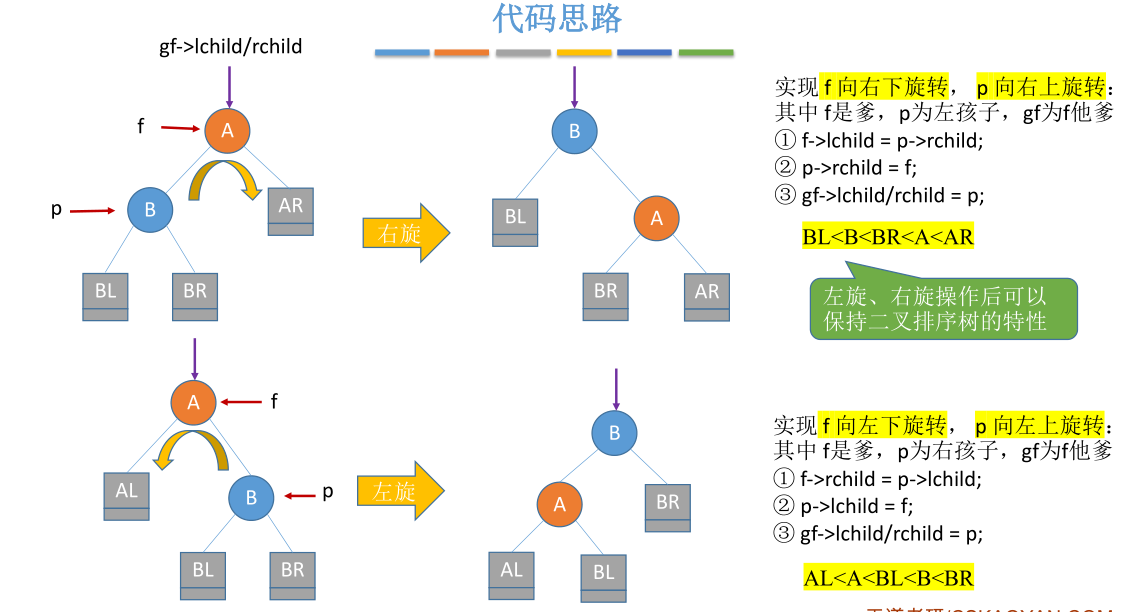 代码思路
gf->lchild/rchild
f
A
p
B
AR
BL
BR
右旋
B
BL
A
BR
AR
实现 f 向右下旋转， p 向右上旋转：
其中 f是爹，p为左孩子，gf为f他爹
① f->lchild = p->rchild;
② p->rchild = f;
③ gf->lchild/rchild = p;
BL<B<BR<A<AR
左旋、右旋操作后可以
保持二叉排序树的特性
A
f
AL
B
p
BL
BR
左旋
B
A
BR
AL
BL
实现 f 向左下旋转， p 向左上旋转：
其中 f是爹，p为右孩子，gf为f他爹
① f->rchild = p->lchild;
② p->lchild = f;
③ gf->lchild/rchild = p;
AL<A<BL<B<BR